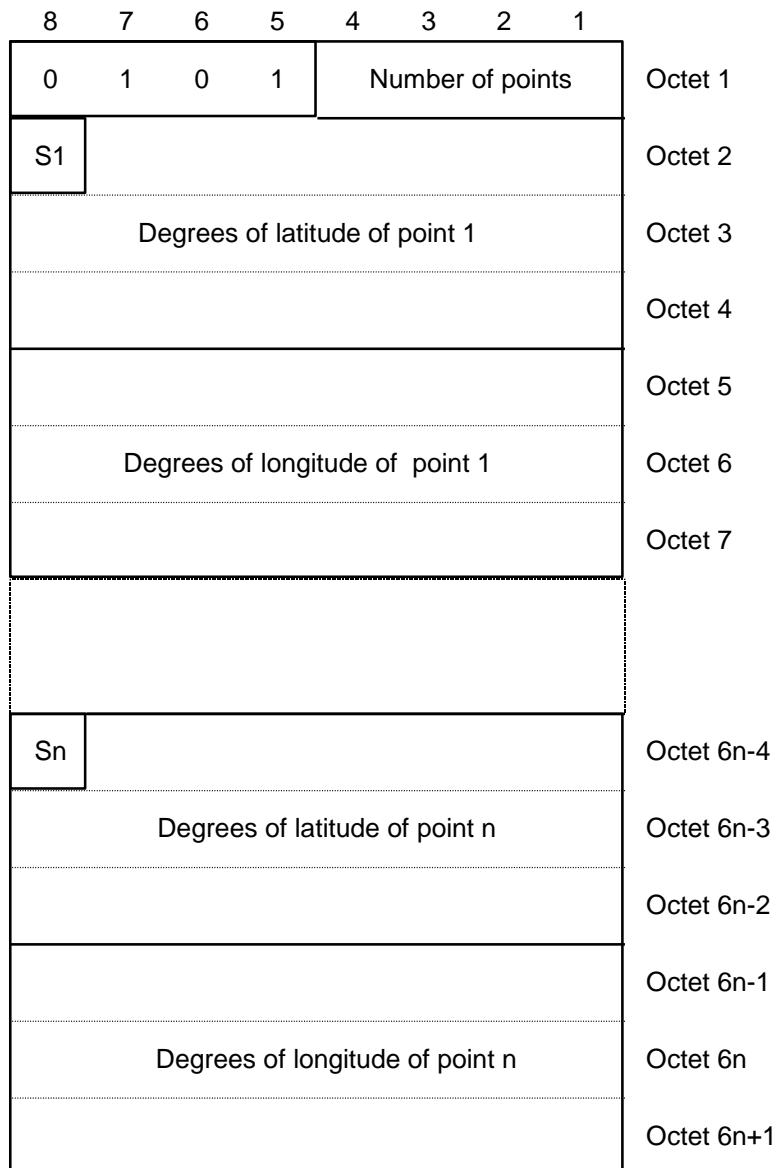 8 7 6 5 4 3 2 1
0 1 0 1 Number of points Octet 1
S1 Octet 2
Degrees of latitude of point 1 Octet 3
Octet 4
Octet 5
Degrees of longitude of point 1 Octet 6
Octet 7
Sn Octet 6n-4
Degrees of latitude of point n Octet 6n-3
Octet 6n-2
Octet 6n-1
Degrees of longitude of point n Octet 6n
Octet 6n+1